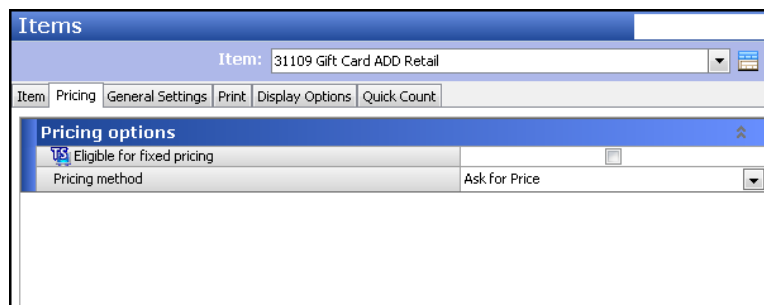 Items
Item: 31109 Gift Card ADD Retail
Item Pricing General Settings Print Display Options Quick Count
Pricing options
Eligible for fixed pricing
Pricing method Ask for Price